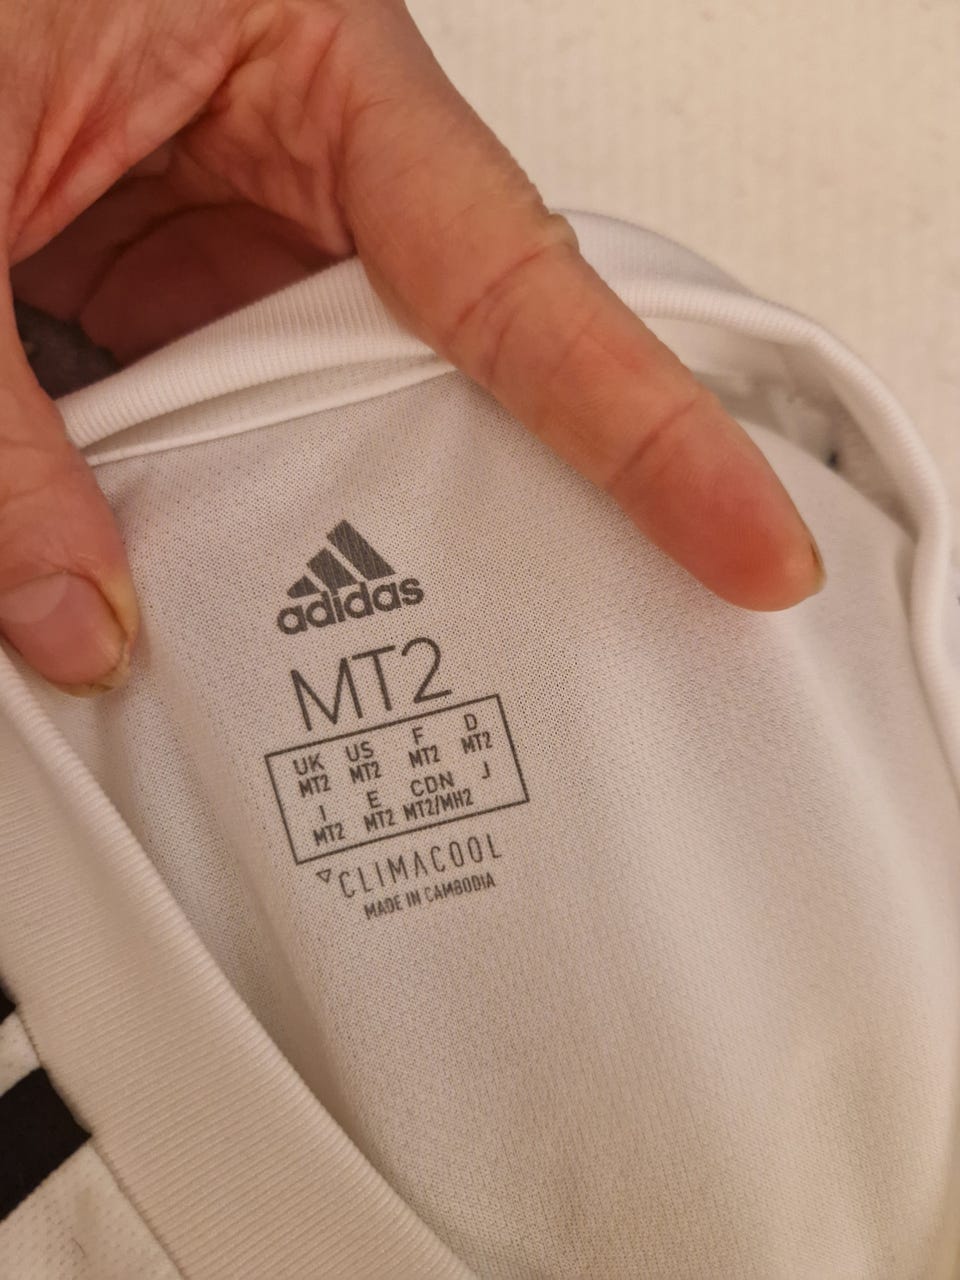 adidas
MT2
UK US F D
MT2 MT2 MT2 MT2
I E CDN J
MT2 MT2 MT2/MH2
CLIMACOOL
MADE IN CAMBODIA